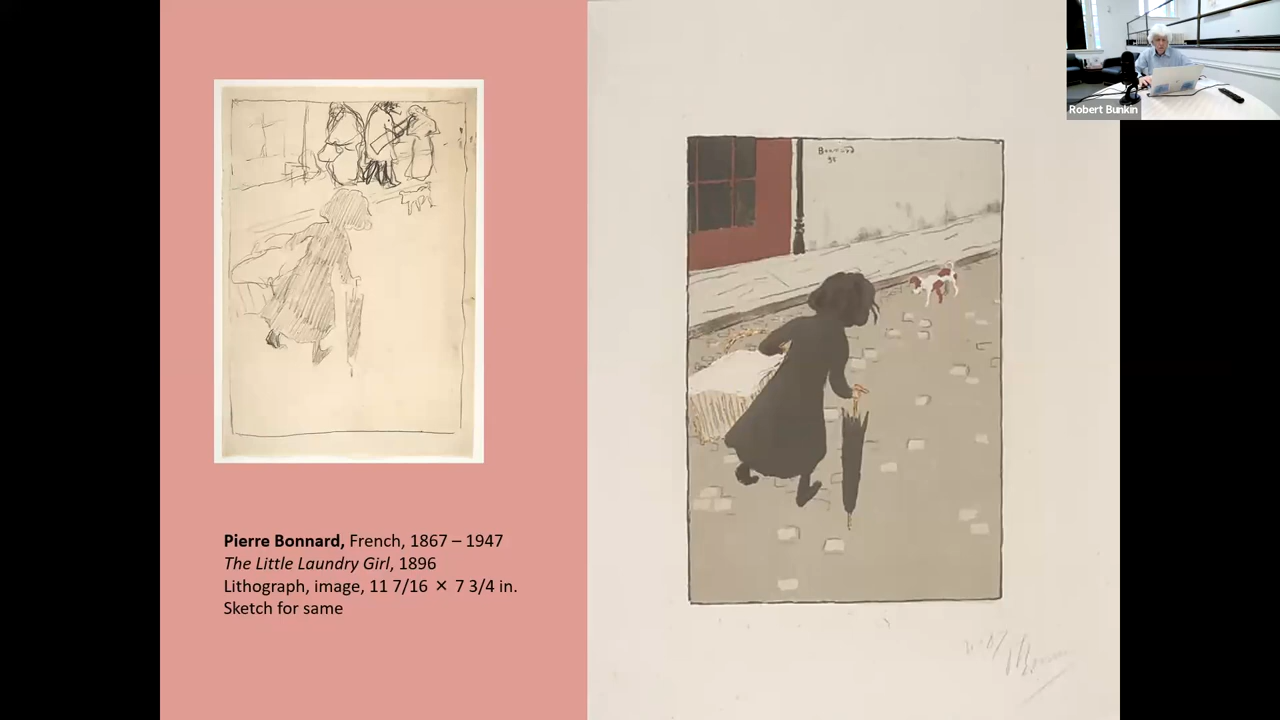 Robert Bunkin
Bonnard
Pierre Bonnard, French, 1867 – 1947
The Little Laundry Girl, 1896
Lithograph, image, 11 7/16 × 7 3/4 in.
Sketch for same